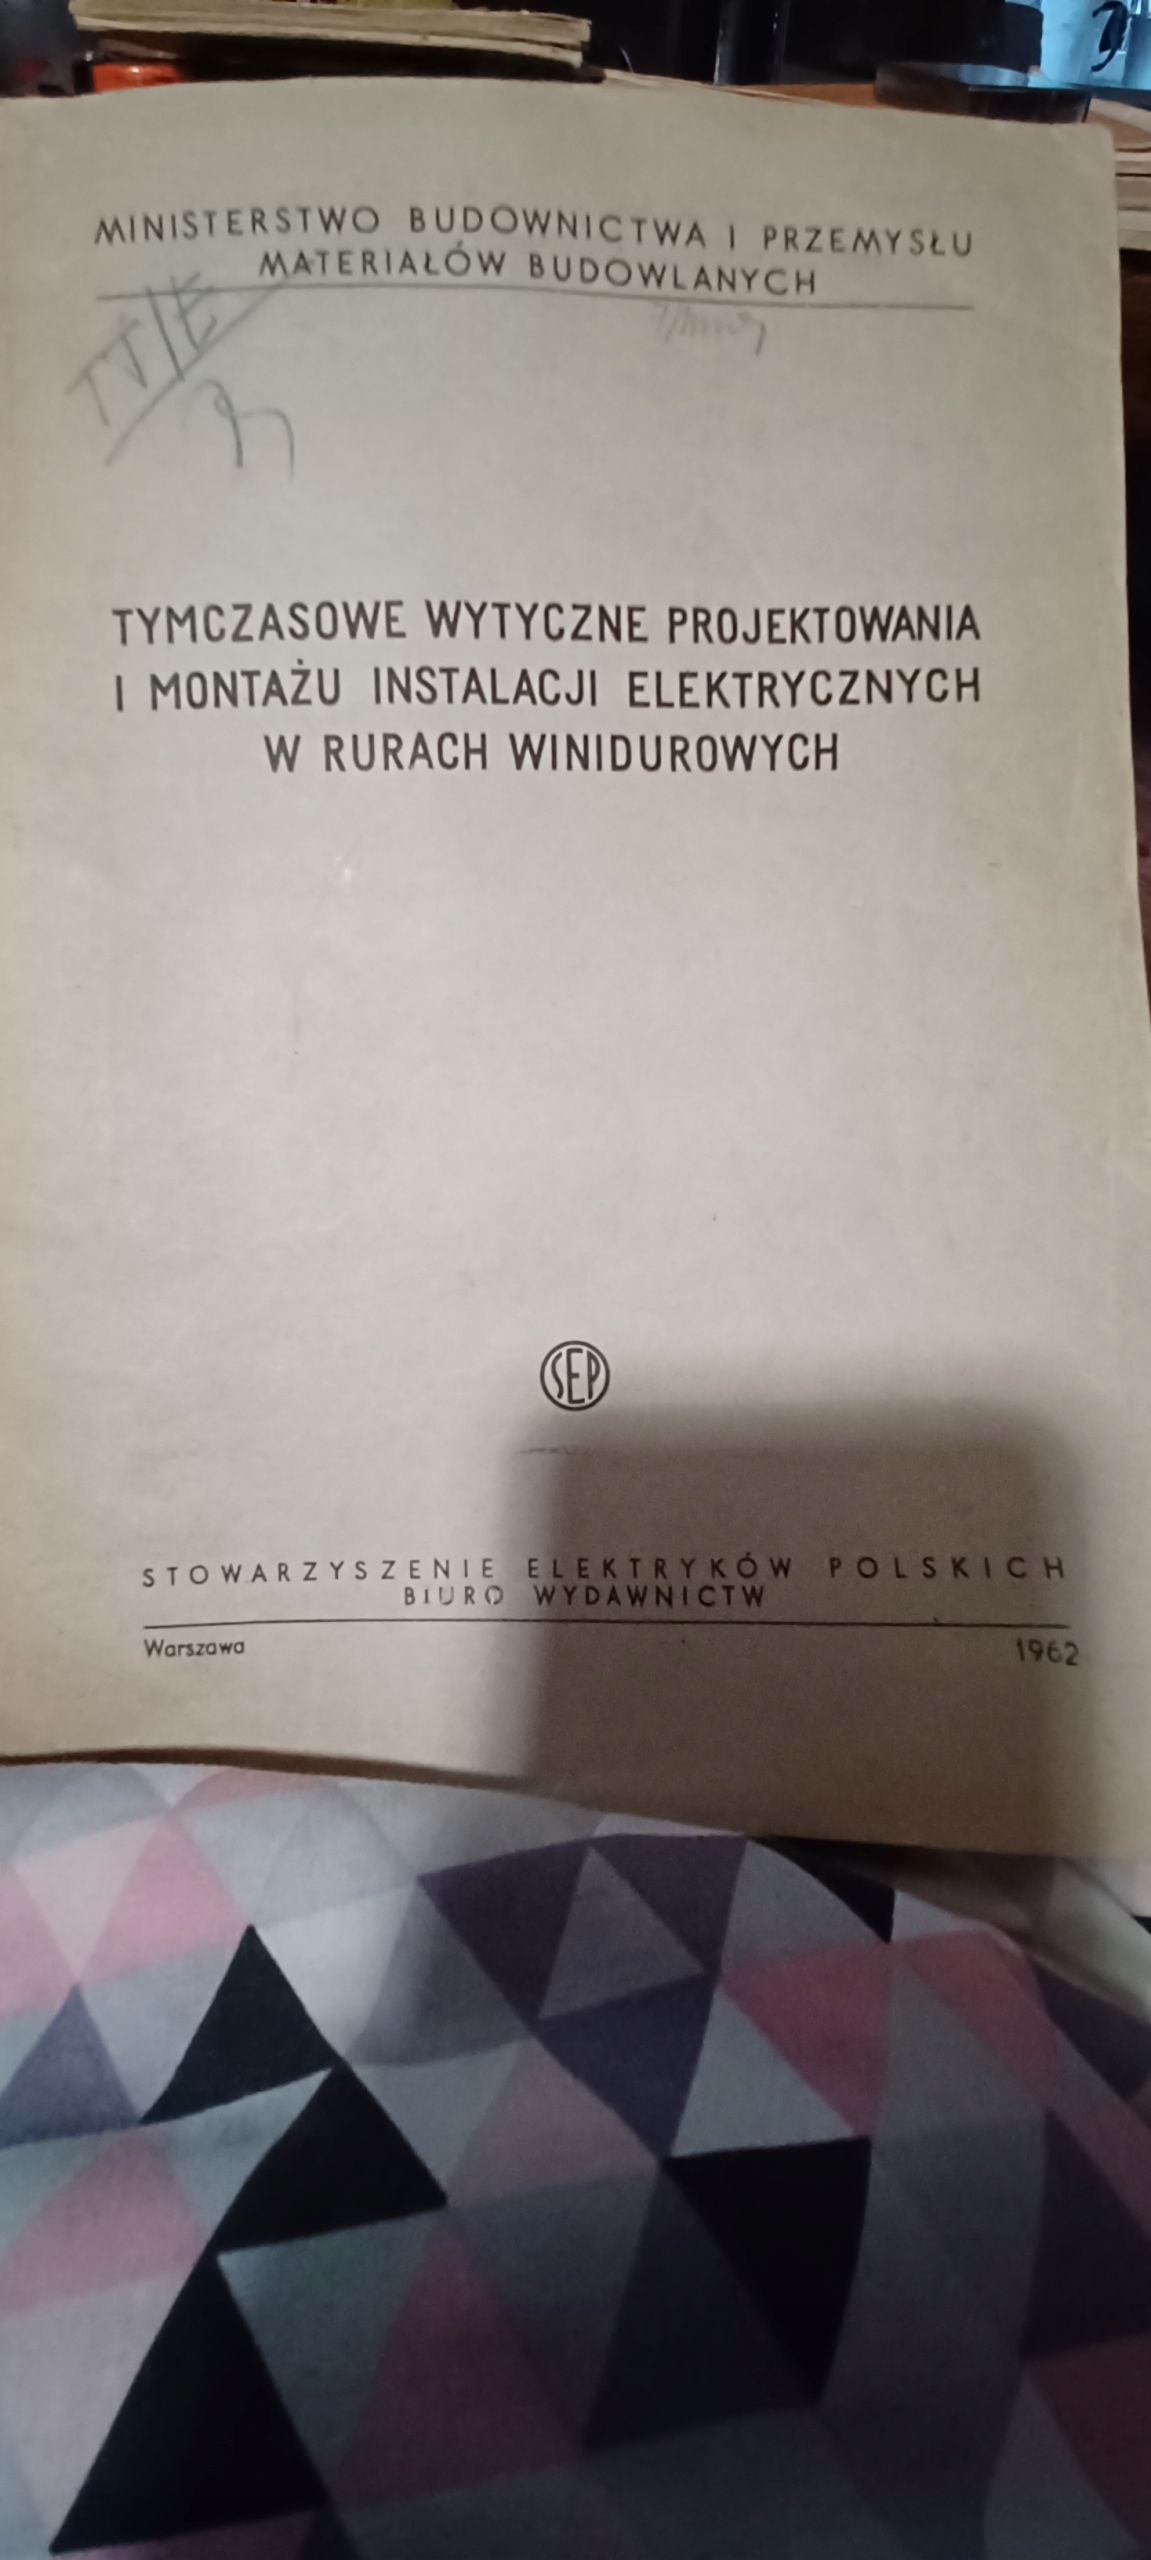 MINISTERSTWO BUDOWNICTWA I PRZEMYSŁU
MATERIAŁÓW BUDOWLANYCH
TYMCZASOWE WYTYCZNE PROJEKTOWANIA
I MONTAŻU INSTALACJI ELEKTRYCZNYCH
W RURACH WINIDUROWYCH
SEP
STOWARZYSZENIE ELEKTRYKÓW POLSKICH
BIURO WYDAWNICTW
Warszawa 1962